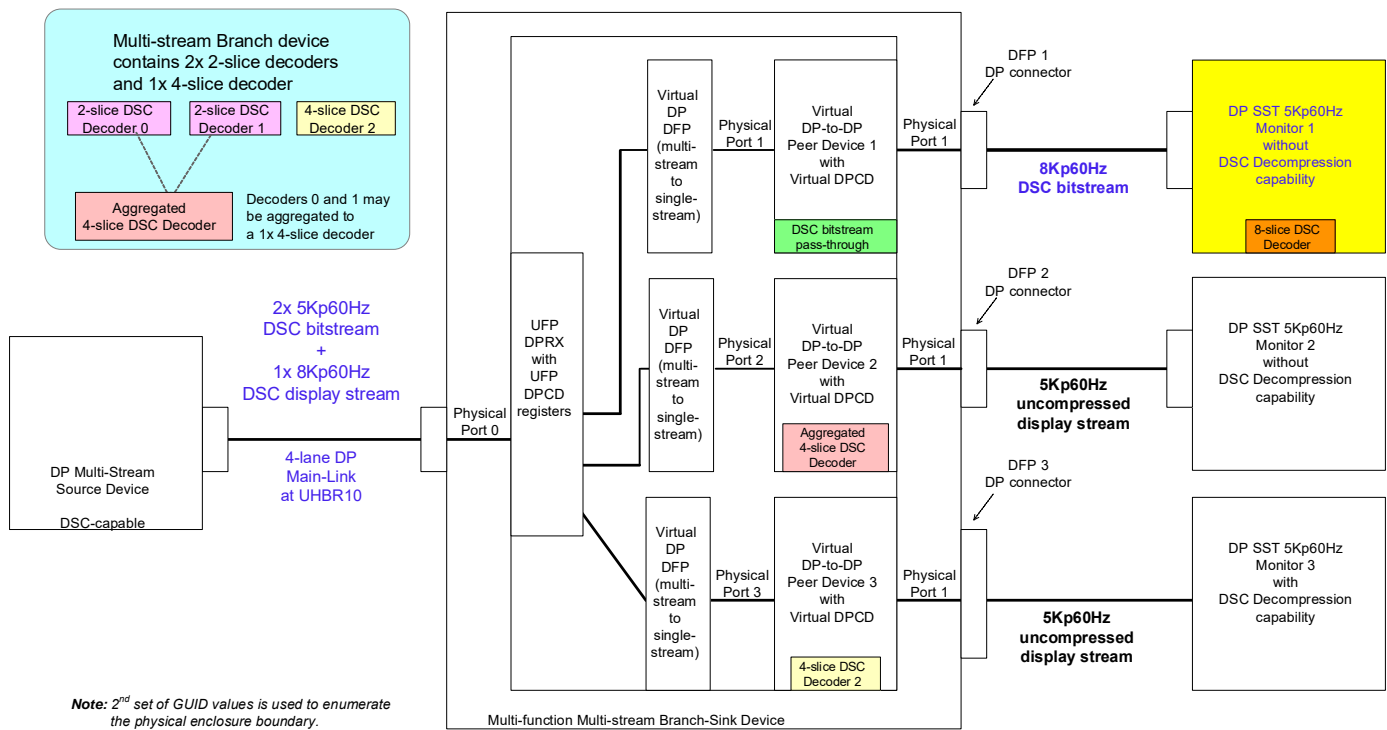 Multi-stream Branch device
contains 2x 2-slice decoders
and 1x 4-slice decoder
2-slice DSC
Decoder 0
2-slice DSC
Decoder 1
4-slice DSC
Decoder 2
Aggregated
4-slice DSC Decoder
Decoders 0 and 1 may
be aggregated to
a 1x 4-slice decoder
2x 5Kp60Hz
DSC bitstream
+
1x 8Kp60Hz
DSC display stream
4-lane DP
Main-Link
at UHBR10
DP Multi-Stream
Source Device
DSC-capable
Physical
Port 0
UFP
DPRX
with
UFP
DPCD
registers
Virtual
DP
DFP
(multi-
stream
to
single-
stream)
Physical
Port 1
Virtual
DP-to-DP
Peer Device 1
with
Virtual DPCD
DSC bitstream
pass-through
Physical
Port 1
DFP 1
DP connector
8Kp60Hz
DSC bitstream
DP SST 5Kp60Hz
Monitor 1
without
DSC Decompression
capability
8-slice DSC
Decoder
Virtual
DP
DFP
(multi-
stream
to
single-
stream)
Physical
Port 2
Virtual
DP-to-DP
Peer Device 2
with
Virtual DPCD
Aggregated
4-slice DSC
Decoder
Physical
Port 1
DFP 2
DP connector
5Kp60Hz
uncompressed
display stream
DP SST 5Kp60Hz
Monitor 2
without
DSC Decompression
capability
Virtual
DP
DFP
(multi-
stream
to
single-
stream)
Physical
Port 3
Virtual
DP-to-DP
Peer Device 3
with
Virtual DPCD
4-slice DSC
Decoder 2
Physical
Port 1
DFP 3
DP connector
5Kp60Hz
uncompressed
display stream
DP SST 5Kp60Hz
Monitor 3
with
DSC Decompression
capability
Note: 2nd set of GUID values is used to enumerate
the physical enclosure boundary.
Multi-function Multi-stream Branch-Sink Device